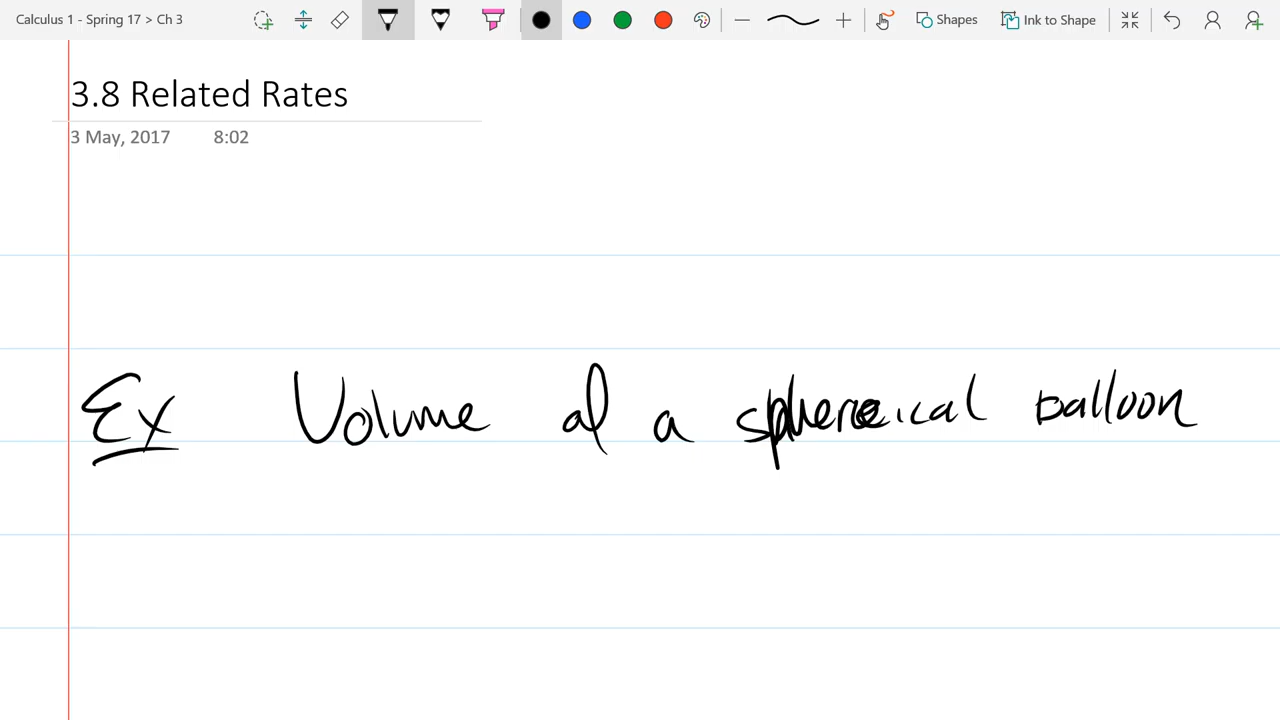 Calculus 1 - Spring 17 > Ch 3
Shapes
Ink to Shape
3.8 Related Rates
3 May, 2017 8:02
Ex Volume of a sphereical balloon